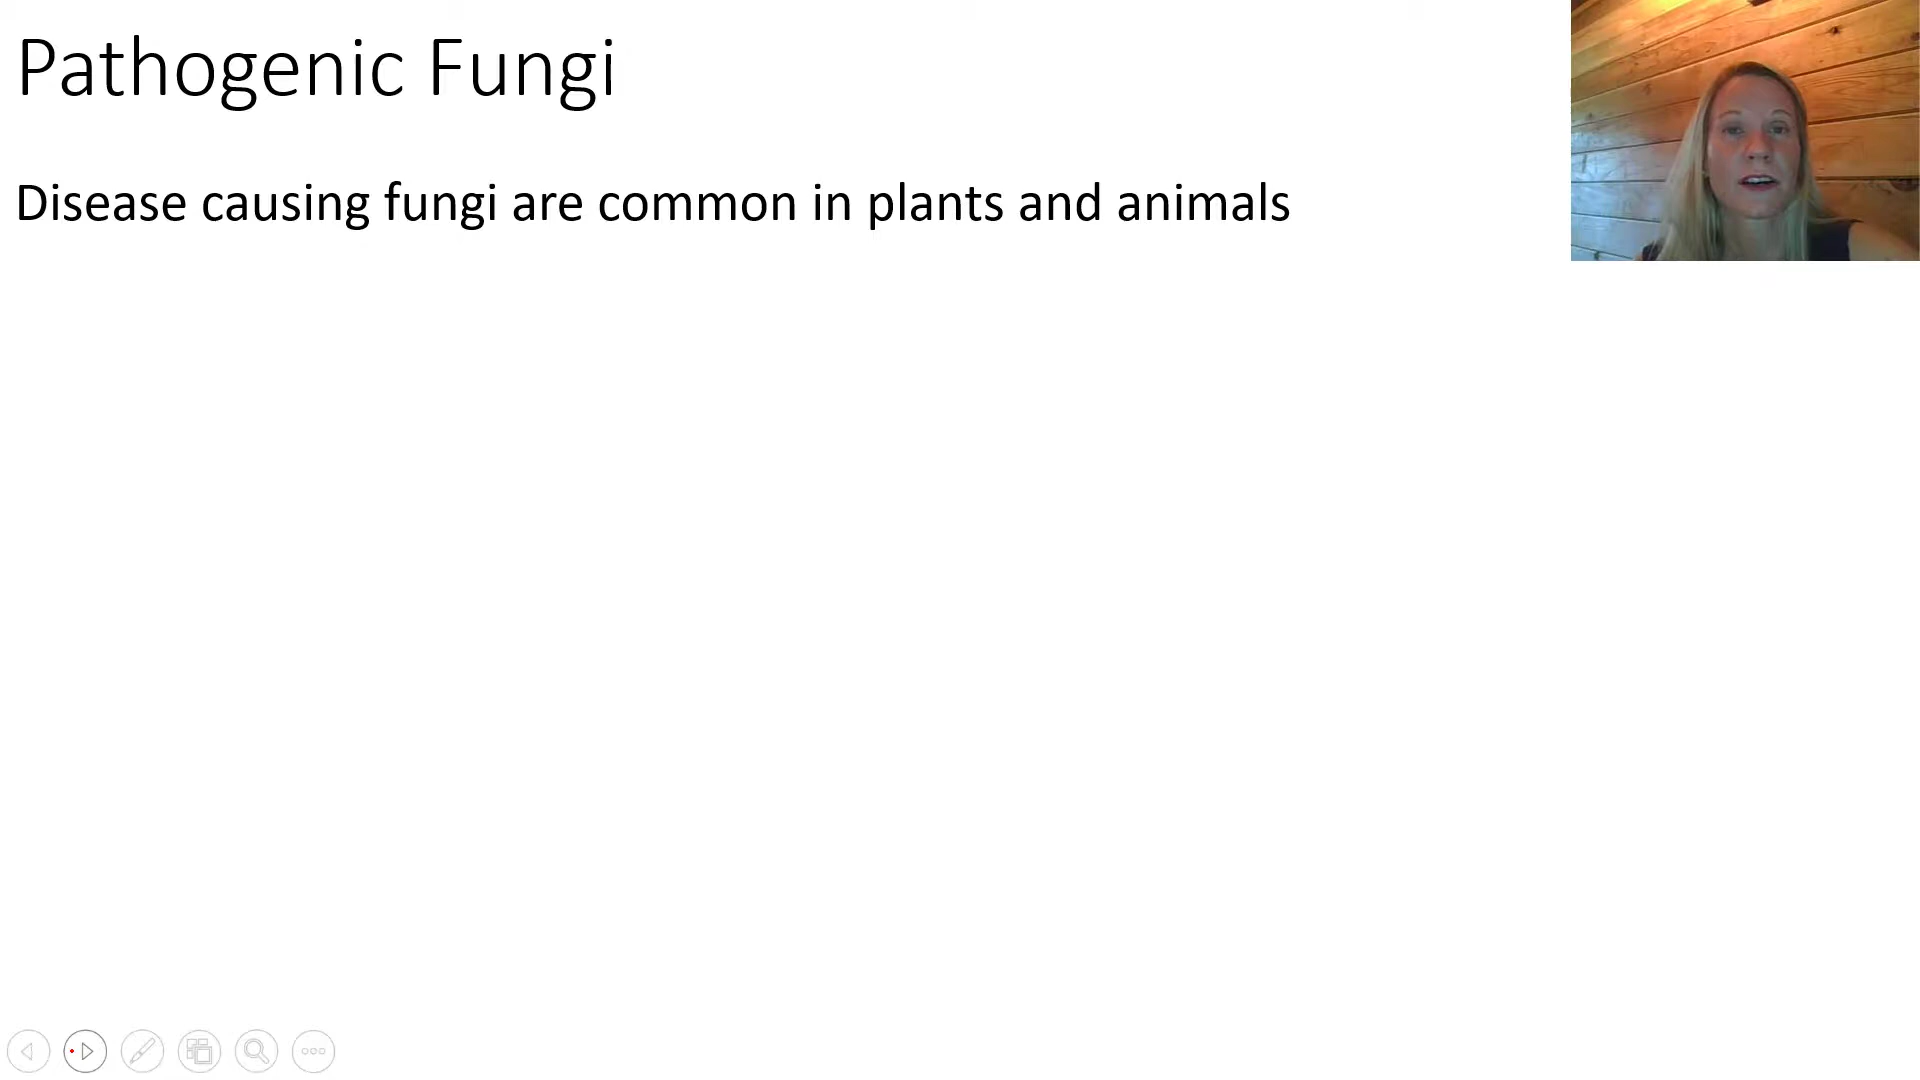 Pathogenic Fungi
Disease causing fungi are common in plants and animals